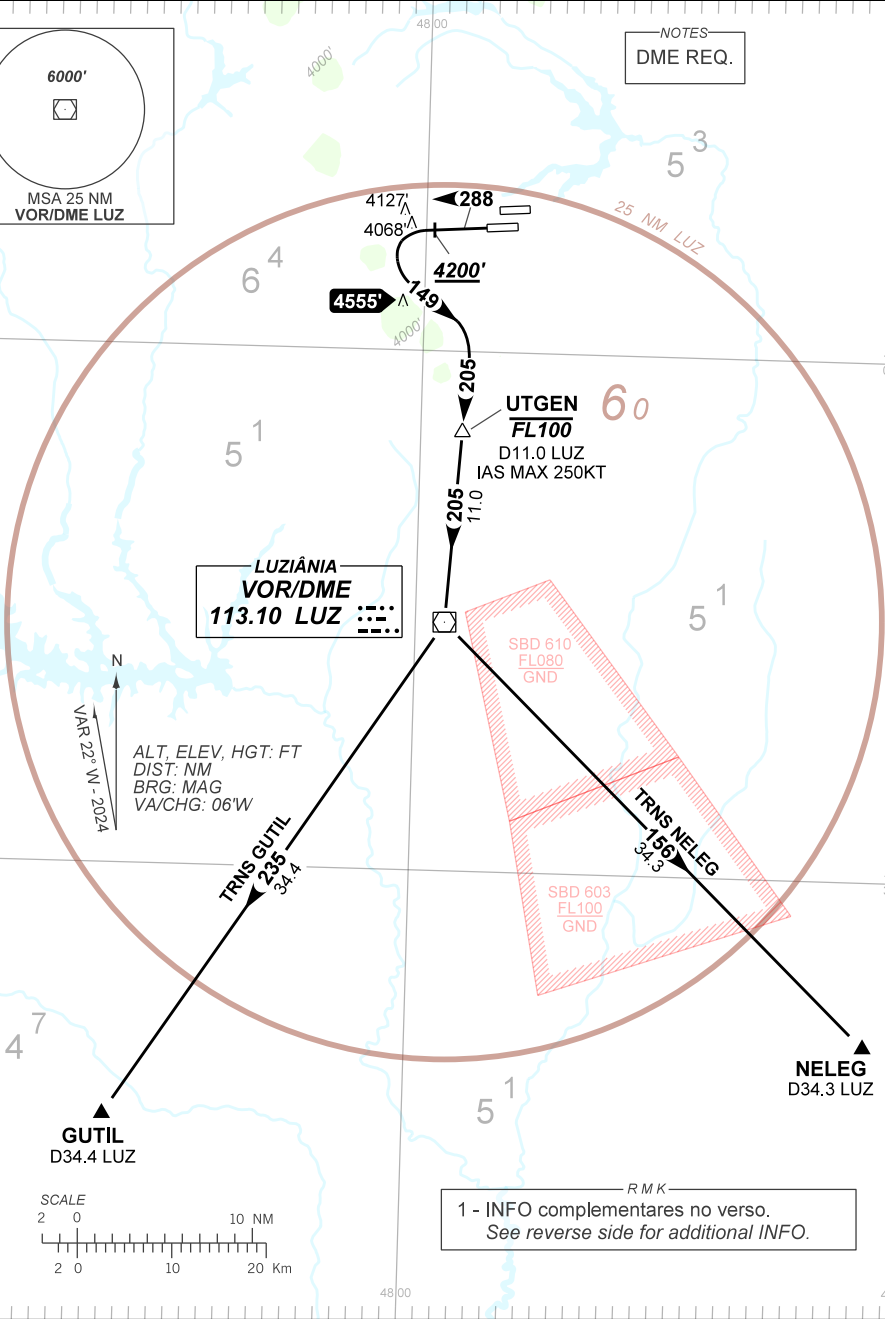 48 00
NOTES
DME REQ.
6000'
MSA 25 NM
VOR/DME LUZ
4000'
5 3
25 NM LUZ
4127'
288
4068'
4200'
6 4
4555'
149
4000'
205
UTGEN
FL100
D11.0 LUZ
IAS MAX 250KT
6 0
5 1
205
11.0
LUZIÂNIA
VOR/DME
113.10 LUZ
5 1
SBD 610
FL080
GND
N
VAR 22° W - 2024
ALT, ELEV, HGT: FT
DIST: NM
BRG: MAG
VA/CHG: 06'W
TRNS GUTIL
235
34.4
TRNS NELEG
156
34.3
SBD 603
FL100
GND
4 7
NELEG
D34.3 LUZ
5 1
GUTIL
D34.4 LUZ
SCALE
2 0 10 NM
2 0 10 20 Km
RMK
1 - INFO complementares no verso.
See reverse side for additional INFO.
48 00